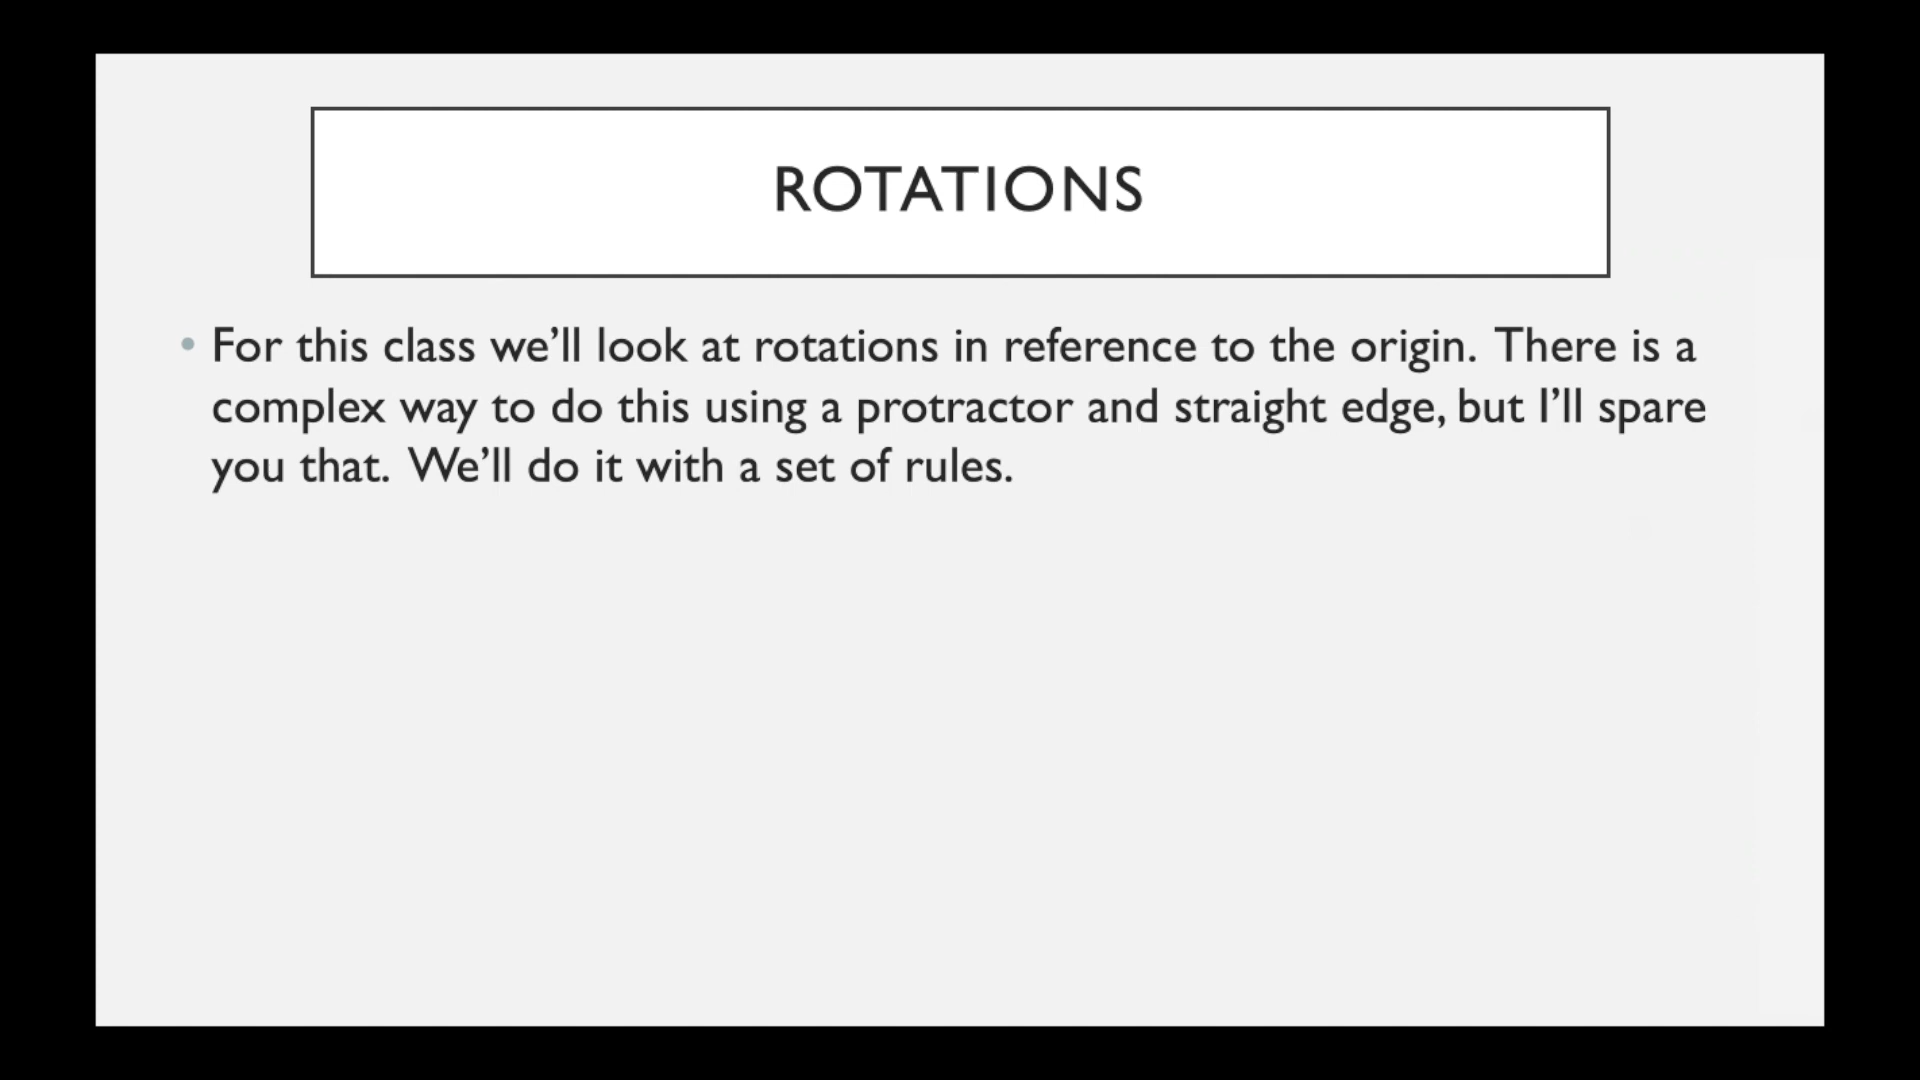 ROTATIONS
• For this class we’ll look at rotations in reference to the origin. There is a
complex way to do this using a protractor and straight edge, but I’ll spare
you that. We’ll do it with a set of rules.